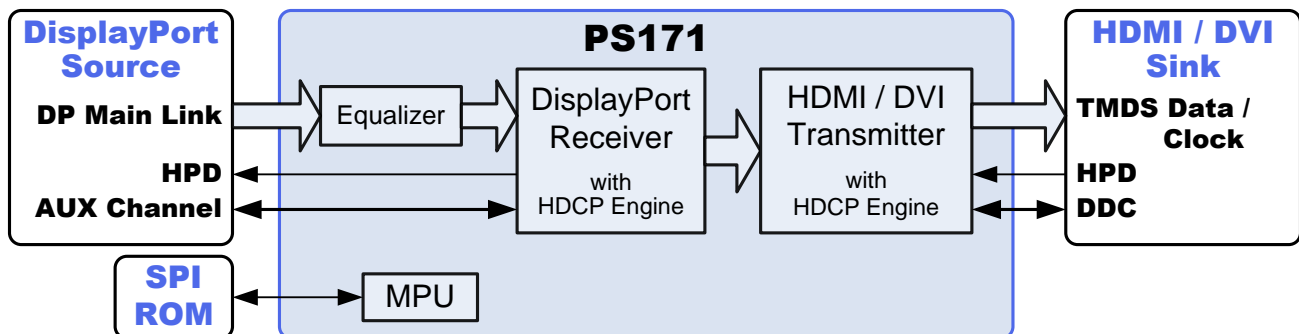 DisplayPort
Source
DP Main Link
HPD
AUX Channel
SPI
ROM
PS171
Equalizer
DisplayPort
Receiver
with
HDCP Engine
HDMI / DVI
Transmitter
with
HDCP Engine
MPU
HDMI / DVI
Sink
TMDS Data /
Clock
HPD
DDC